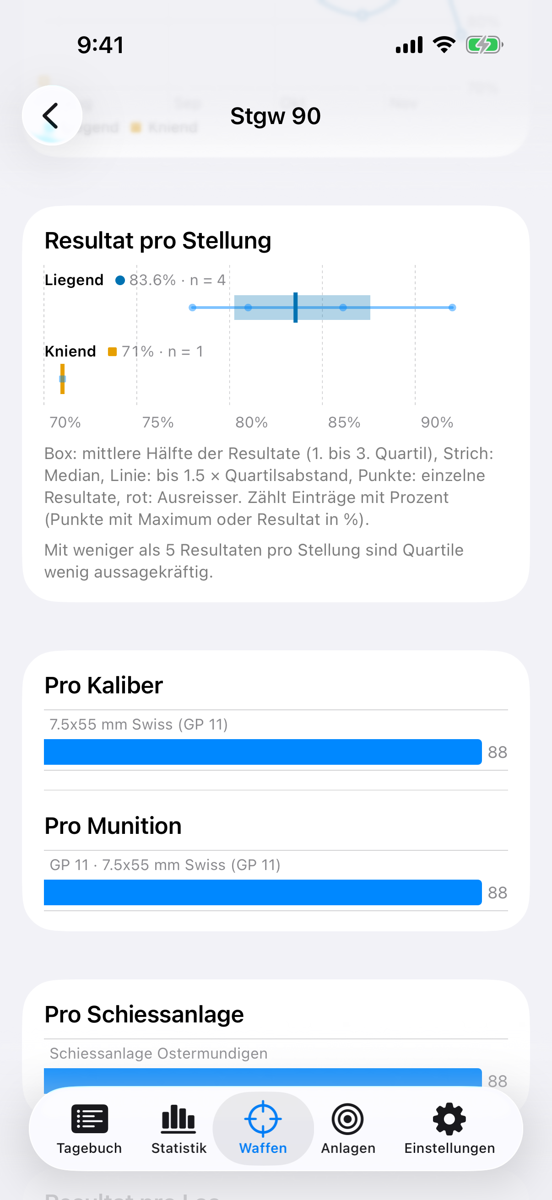 9:41
Stgw 90
Kniend
Resultat pro Stellung
Liegend 83.6% · n = 4
Kniend 71% · n = 1
70% 75% 80% 85% 90%
Box: mittlere Hälfte der Resultate (1. bis 3. Quartil), Strich:
Median, Linie: bis 1.5 × Quartilsabstand, Punkte: einzelne
Resultate, rot: Ausreisser. Zählt Einträge mit Prozent
(Punkte mit Maximum oder Resultat in %).
Mit weniger als 5 Resultaten pro Stellung sind Quartile
wenig aussagekräftig.
Pro Kaliber
7.5x55 mm Swiss (GP 11)
88
Pro Munition
GP 11 · 7.5x55 mm Swiss (GP 11)
88
Pro Schiessanlage
Schiessanlage Ostermundigen
88
Tagebuch Statistik Waffen Anlagen Einstellungen